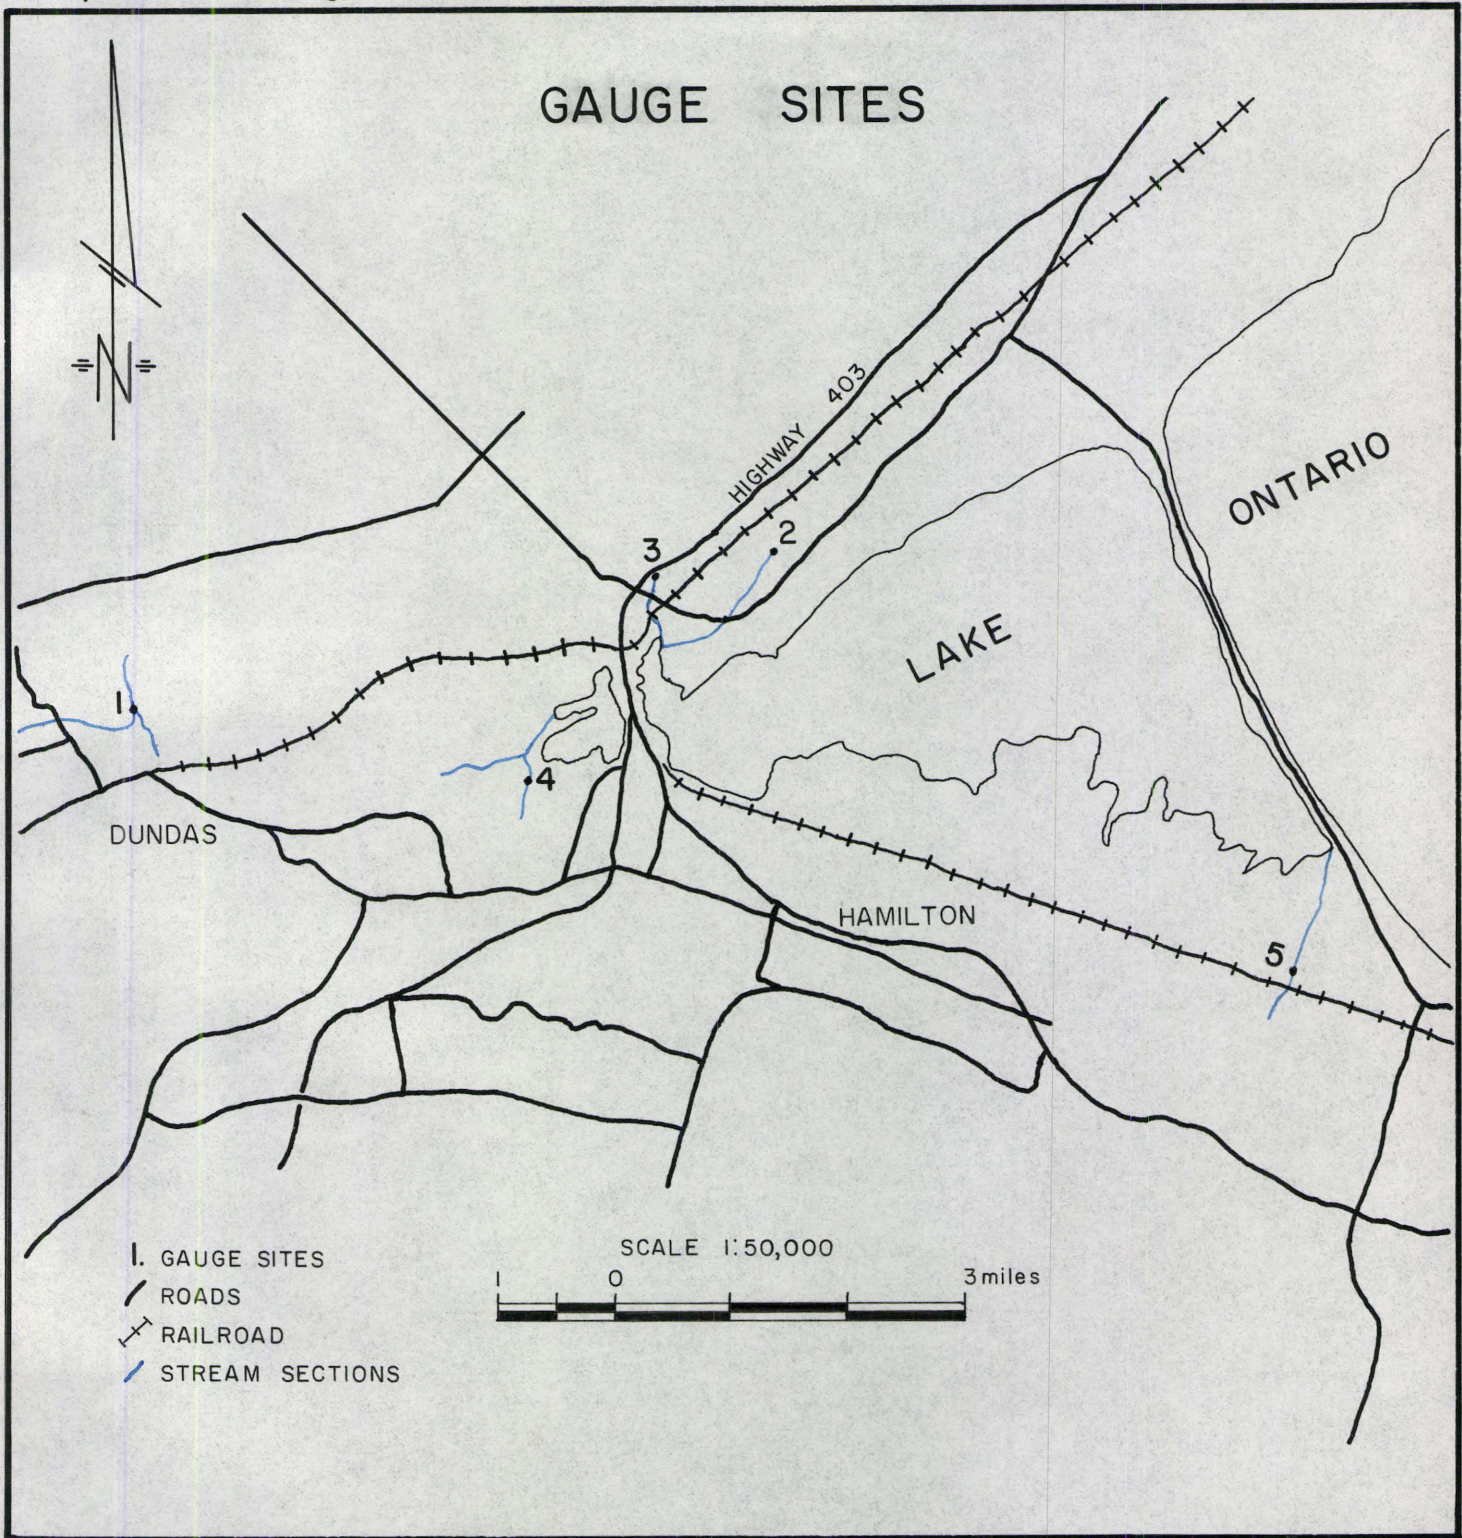 GAUGE SITES
N
HIGHWAY 403
ONTARIO
LAKE
3
2
1
4
DUNDAS
HAMILTON
5
1. GAUGE SITES
ROADS
RAILROAD
STREAM SECTIONS
SCALE 1:50,000
1 0 3 miles